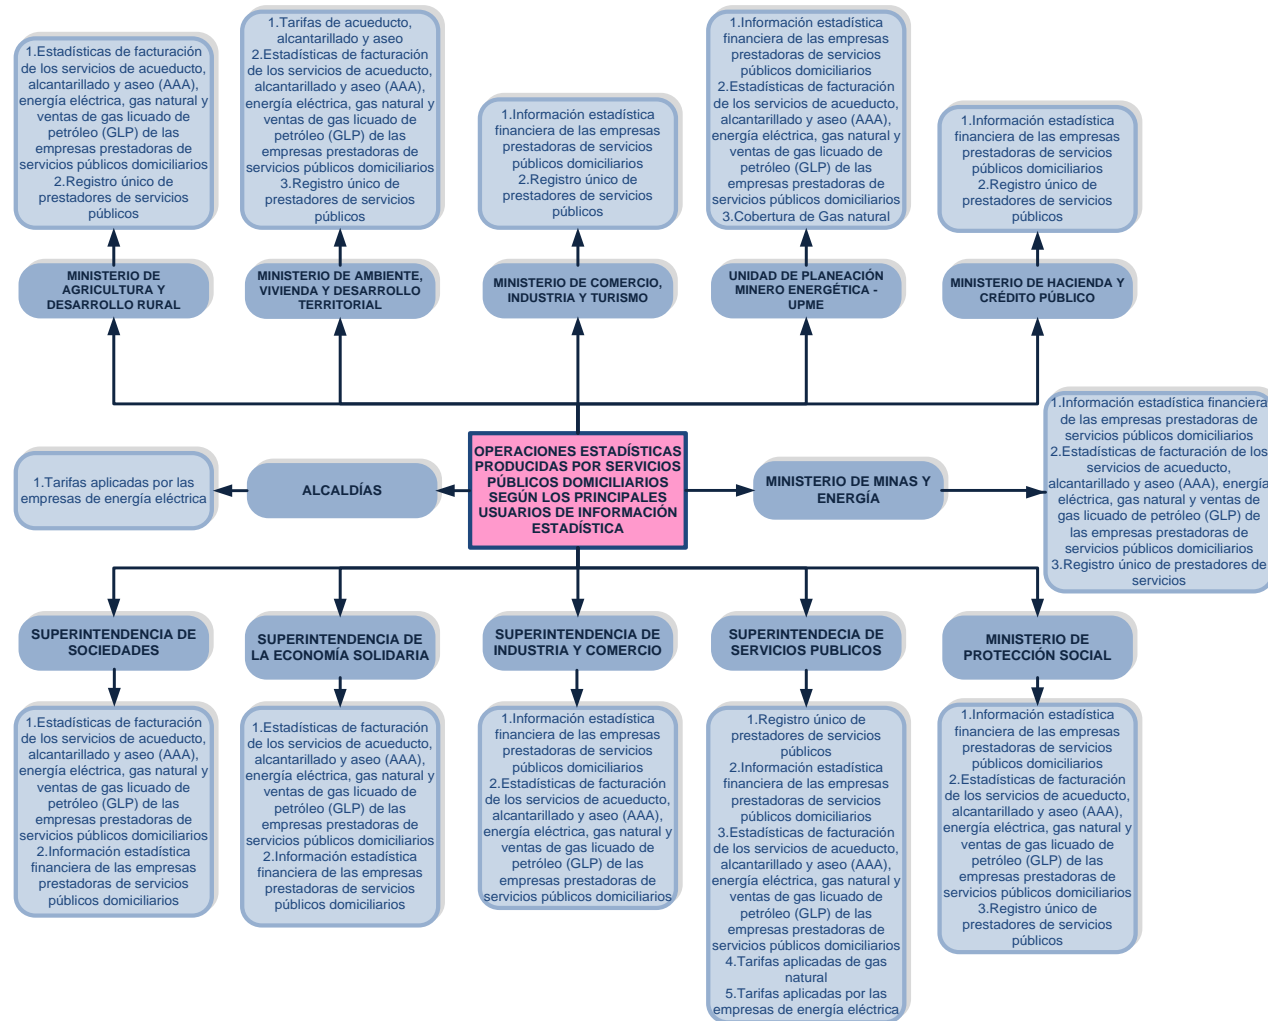 1.Estadísticas de facturación
de los servicios de acueducto,
alcantarillado y aseo (AAA),
energía eléctrica, gas natural y
ventas de gas licuado de
petróleo (GLP) de las
empresas prestadoras de
servicios públicos domiciliarios
2.Registro único de
prestadores de servicios
públicos
1.Tarifas de acueducto,
alcantarillado y aseo
2.Estadísticas de facturación
de los servicios de acueducto,
alcantarillado y aseo (AAA),
energía eléctrica, gas natural y
ventas de gas licuado de
petróleo (GLP) de las
empresas prestadoras de
servicios públicos domiciliarios
3.Registro único de
prestadores de servicios
públicos
1.Información estadística
financiera de las empresas
prestadoras de servicios
públicos domiciliarios
2.Registro único de
prestadores de servicios
públicos
1.Información estadística
financiera de las empresas
prestadoras de servicios
públicos domiciliarios
2.Estadísticas de facturación
de los servicios de acueducto,
alcantarillado y aseo (AAA),
energía eléctrica, gas natural y
ventas de gas licuado de
petróleo (GLP) de las
empresas prestadoras de
servicios públicos domiciliarios
3.Cobertura de Gas natural
1.Información estadística
financiera de las empresas
prestadoras de servicios
públicos domiciliarios
2.Registro único de
prestadores de servicios
públicos
MINISTERIO DE
AGRICULTURA Y
DESARROLLO RURAL
MINISTERIO DE AMBIENTE,
VIVIENDA Y DESARROLLO
TERRITORIAL
MINISTERIO DE COMERCIO,
INDUSTRIA Y TURISMO
UNIDAD DE PLANEACIÓN
MINERO ENERGÉTICA -
UPME
MINISTERIO DE HACIENDA Y
CRÉDITO PÚBLICO
1.Tarifas aplicadas por las
empresas de energía eléctrica
ALCALDÍAS
OPERACIONES ESTADÍSTICAS
PRODUCIDAS POR SERVICIOS
PÚBLICOS DOMICILIARIOS
SEGÚN LOS PRINCIPALES
USUARIOS DE INFORMACIÓN
ESTADÍSTICA
MINISTERIO DE MINAS Y
ENERGÍA
1.Información estadística financiera
de las empresas prestadoras de
servicios públicos domiciliarios
2.Estadísticas de facturación de los
servicios de acueducto,
alcantarillado y aseo (AAA), energía
eléctrica, gas natural y ventas de
gas licuado de petróleo (GLP) de
las empresas prestadoras de
servicios públicos domiciliarios
3.Registro único de prestadores de
servicios
SUPERINTENDENCIA DE
SOCIEDADES
SUPERINTENDENCIA DE
LA ECONOMÍA SOLIDARIA
SUPERINTENDENCIA DE
INDUSTRIA Y COMERCIO
SUPERINTENDECIA DE
SERVICIOS PUBLICOS
MINISTERIO DE
PROTECCIÓN SOCIAL
1.Estadísticas de facturación
de los servicios de acueducto,
alcantarillado y aseo (AAA),
energía eléctrica, gas natural y
ventas de gas licuado de
petróleo (GLP) de las
empresas prestadoras de
servicios públicos domiciliarios
2.Información estadística
financiera de las empresas
prestadoras de servicios
públicos domiciliarios
1.Estadísticas de facturación
de los servicios de acueducto,
alcantarillado y aseo (AAA),
energía eléctrica, gas natural y
ventas de gas licuado de
petróleo (GLP) de las
empresas prestadoras de
servicios públicos domiciliarios
2.Información estadística
financiera de las empresas
prestadoras de servicios
públicos domiciliarios
1.Información estadística
financiera de las empresas
prestadoras de servicios
públicos domiciliarios
2.Estadísticas de facturación
de los servicios de acueducto,
alcantarillado y aseo (AAA),
energía eléctrica, gas natural y
ventas de gas licuado de
petróleo (GLP) de las
empresas prestadoras de
servicios públicos domiciliarios
1.Registro único de
prestadores de servicios
públicos
2.Información estadística
financiera de las empresas
prestadoras de servicios
públicos domiciliarios
3.Estadísticas de facturación
de los servicios de acueducto,
alcantarillado y aseo (AAA),
energía eléctrica, gas natural y
ventas de gas licuado de
petróleo (GLP) de las
empresas prestadoras de
servicios públicos domiciliarios
4.Tarifas aplicadas de gas
natural
5.Tarifas aplicadas por las
empresas de energía eléctrica
1.Información estadística
financiera de las empresas
prestadoras de servicios
públicos domiciliarios
2.Estadísticas de facturación
de los servicios de acueducto,
alcantarillado y aseo (AAA),
energía eléctrica, gas natural y
ventas de gas licuado de
petróleo (GLP) de las
empresas prestadoras de
servicios públicos domiciliarios
3.Registro único de
prestadores de servicios
públicos